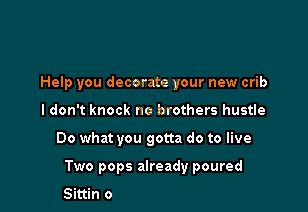 Help you decorate your new crib
I don't knock no brothers hustle
Do what you gotta do to live
Two pops already poured
Sittin o